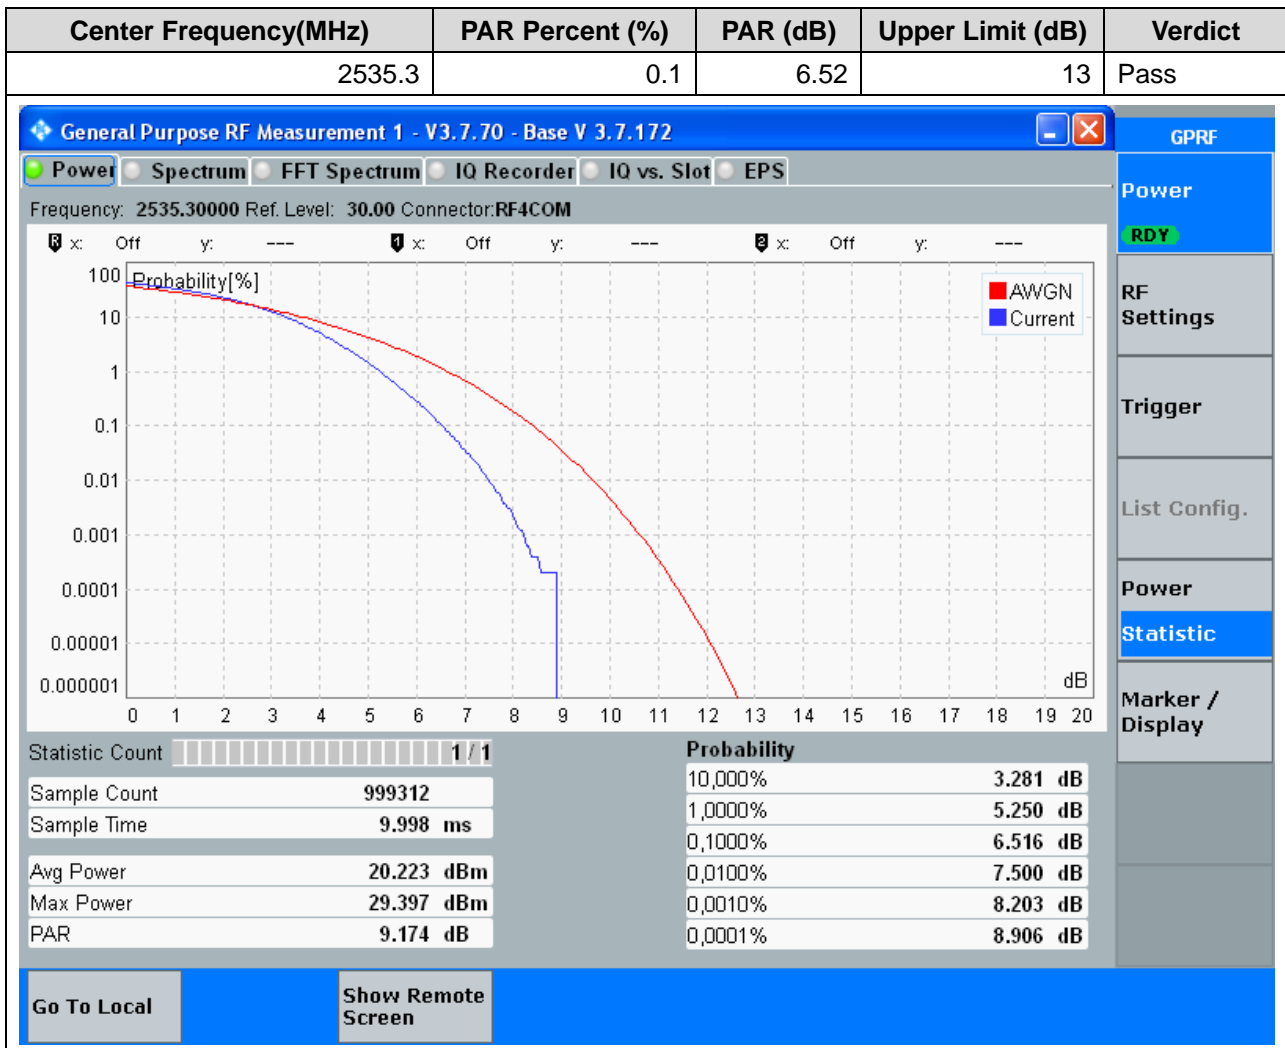 Center Frequency(MHz) PAR Percent (%) PAR (dB) Upper Limit (dB) Verdict
2535.3 0.1 6.52 13 Pass
General Purpose RF Measurement 1 - V3.7.70 - Base V 3.7.172
GPRF
Power Spectrum FFT Spectrum IQ Recorder IQ vs. Slot EPS
Frequency: 2535.30000 Ref. Level: 30.00 Connector:RF4COM
R x: Off y: --- 1 x: Off y: --- 2 x: Off y: ---
Probability[%]
AWGN
Current
100
10
1
0.1
0.01
0.001
0.0001
0.00001
0.000001
dB
0 1 2 3 4 5 6 7 8 9 10 11 12 13 14 15 16 17 18 19 20
Statistic Count 1 / 1
Sample Count 999312
Sample Time 9.998 ms
Avg Power 20.223 dBm
Max Power 29.397 dBm
PAR 9.174 dB
Probability
10,000% 3.281 dB
1,0000% 5.250 dB
0,1000% 6.516 dB
0,0100% 7.500 dB
0,0010% 8.203 dB
0,0001% 8.906 dB
Power
RDY
RF
Settings
Trigger
List Config.
Power
Statistic
Marker /
Display
Go To Local
Show Remote
Screen